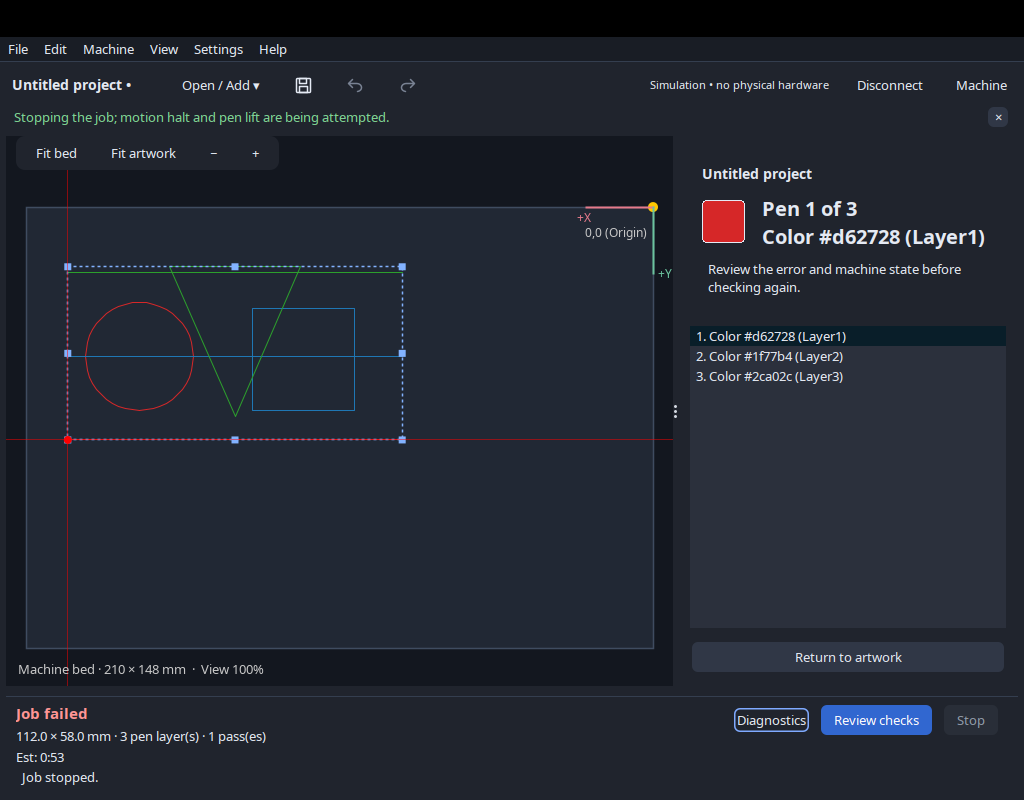 File Edit Machine View Settings Help
Untitled project • Open / Add ▾ Simulation • no physical hardware Disconnect Machine
Stopping the job; motion halt and pen lift are being attempted. ×
Fit bed Fit artwork − +
+X
0,0 (Origin)
+Y
Machine bed · 210 × 148 mm · View 100%
Untitled project
Pen 1 of 3
Color #d62728 (Layer1)
Review the error and machine state before
checking again.
1. Color #d62728 (Layer1)
2. Color #1f77b4 (Layer2)
3. Color #2ca02c (Layer3)
Return to artwork
Job failed
112.0 × 58.0 mm · 3 pen layer(s) · 1 pass(es)
Est: 0:53
Job stopped.
Diagnostics Review checks Stop